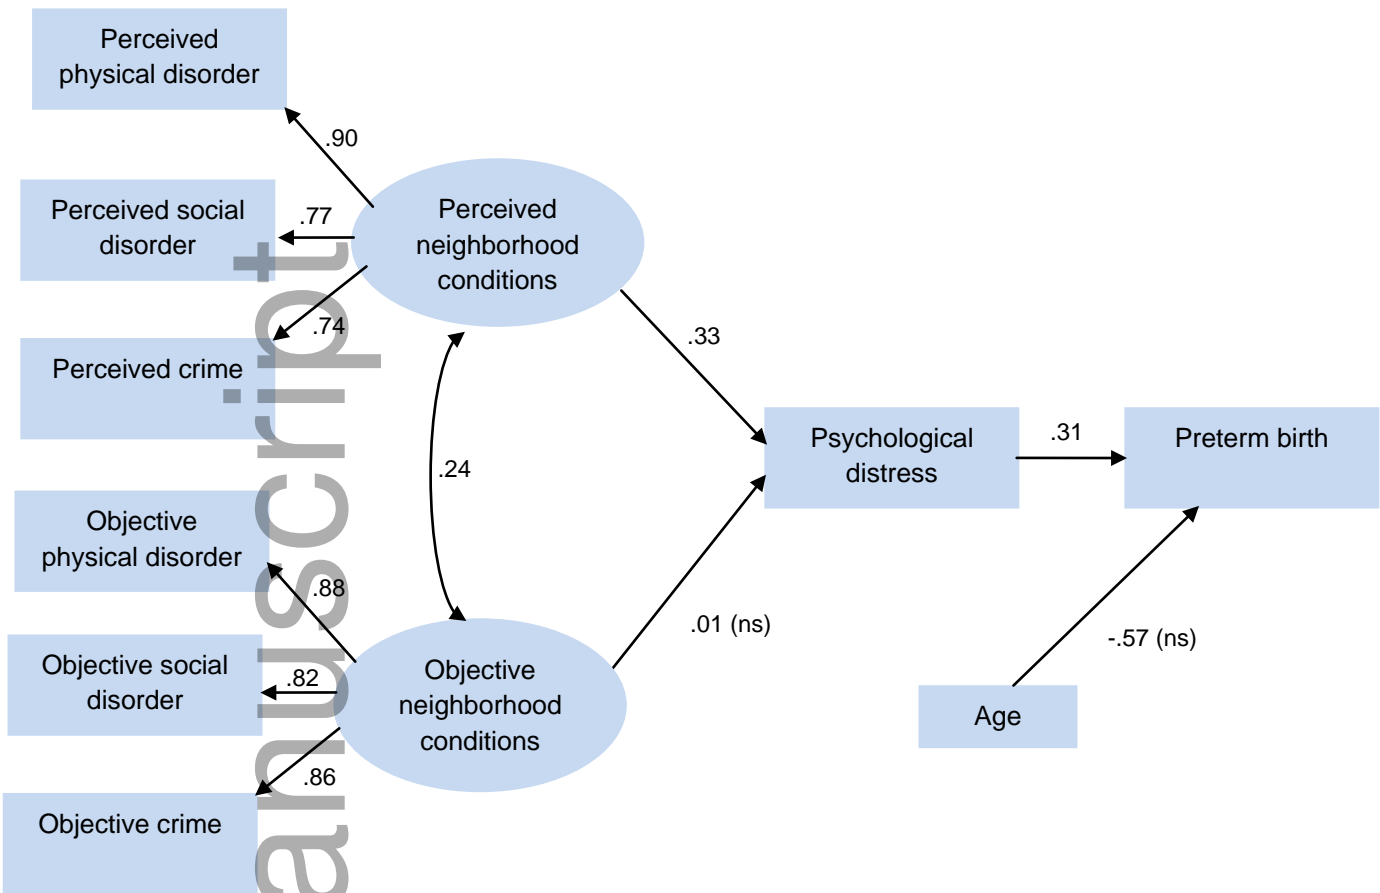 Perceived
physical disorder
.90
Perceived social
disorder
.77
Perceived
neighborhood
conditions
.74
Perceived crime
.33
.24
Psychological
distress
.31
Preterm birth
Objective
physical disorder
.88
.01 (ns)
-.57 (ns)
Objective social
disorder
.82
Objective
neighborhood
conditions
Age
.86
Objective crime
anuscript